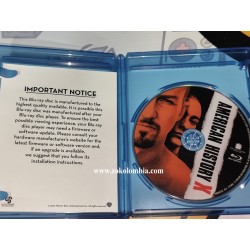 IMPORTANT NOTICE
This Blu-ray disc is manufactured to the
highest quality available. It is possible this
Blu-ray disc was manufactured after your
Blu-ray disc player. To ensure the best
possible viewing experience, your Blu-ray
disc player may need a firmware or
software update. Please consult your
hardware manufacturer's website for the
latest firmware or software version and,
if an upgrade is available,
we suggest that you follow its
installation instructions.
AMERICAN HISTORY X
www.zokolombia.com